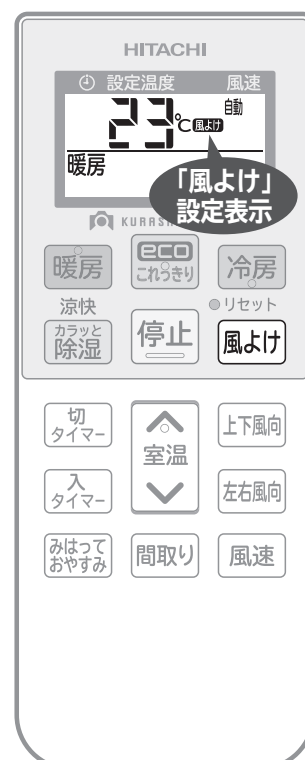 HITACHI
設定温度 風速
23℃ 風よけ 自動
暖房
「風よけ」
設定表示
KURAS
暖房
eco
これっきり
冷房
涼快
カラッと
除湿
停止
リセット
風よけ
切
タイマー
室温
上下風向
入
タイマー
左右風向
みはって
おやすみ
間取り
風速